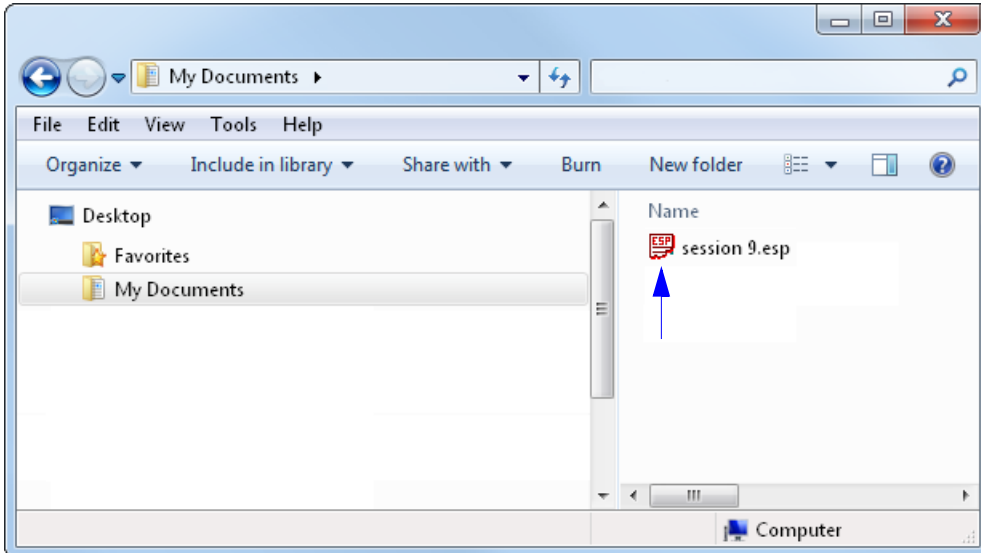 My Documents
File Edit View Tools Help
Organize Include in library Share with Burn New folder
Desktop
Favorites
My Documents
Name
ESP session 9.esp
Computer